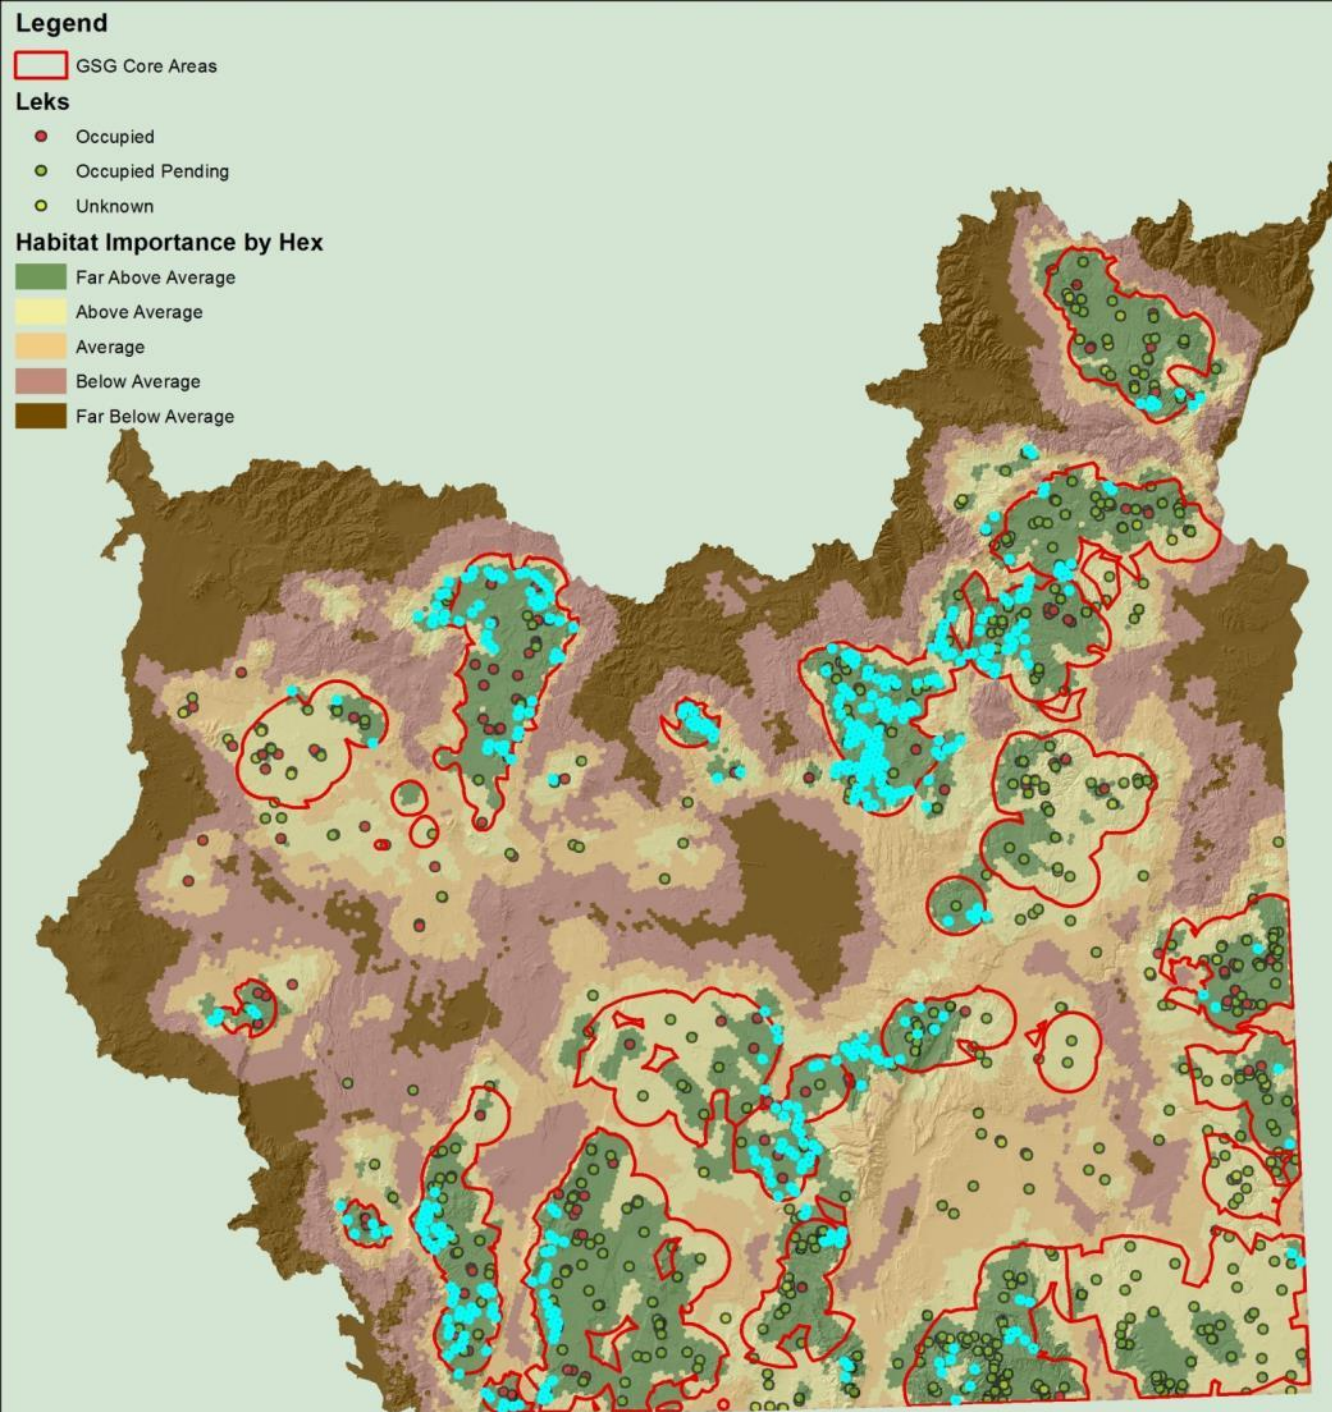 Legend
GSG Core Areas
Leks
Occupied
Occupied Pending
Unknown
Habitat Importance by Hex
Far Above Average
Above Average
Average
Below Average
Far Below Average